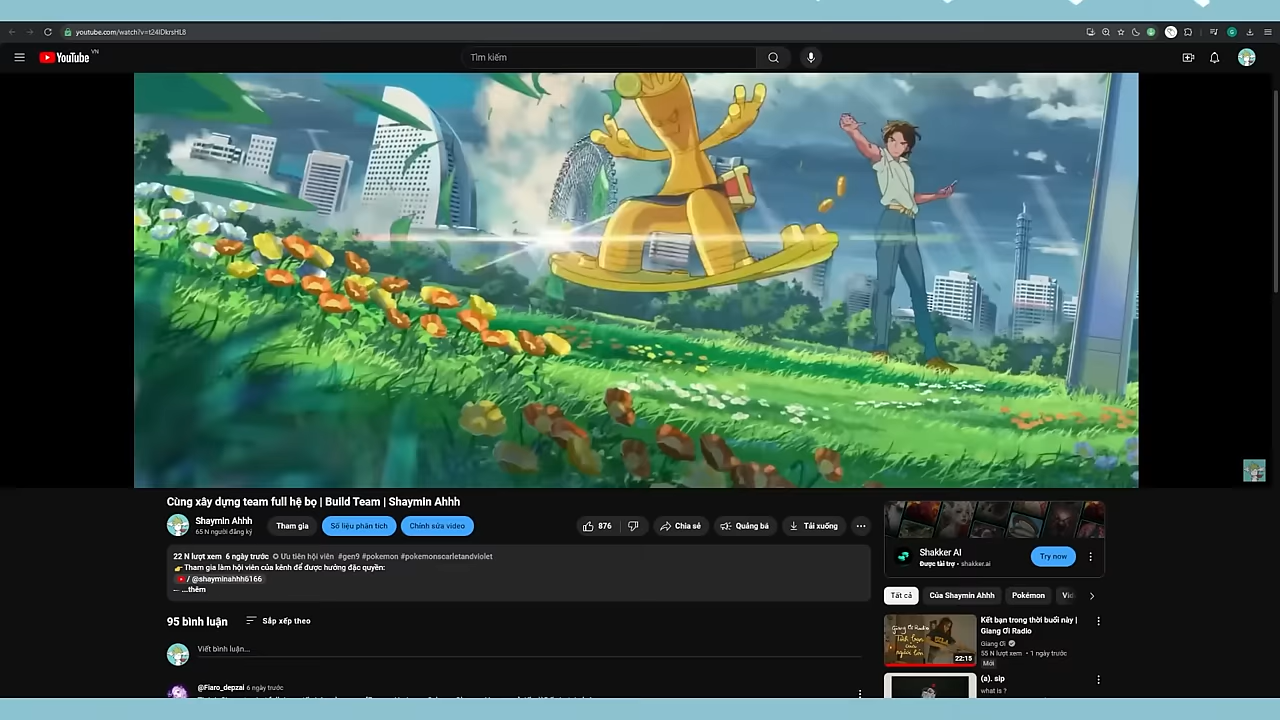 youtube.com/watch?v=t24lDkrsHL8
YouTube VN
Tìm kiếm
Cùng xây dựng team full hệ bọ | Build Team | Shaymin Ahhh
Shaymin Ahhh
65 N người đăng ký
Tham gia
Số liệu phân tích
Chỉnh sửa video
876
Chia sẻ
Quảng bá
Tải xuống
22 N lượt xem 6 ngày trước Ưu tiên hội viên #gen9 #pokemon #pokemonscarletandviolet
Tham gia làm hội viên của kênh để được hưởng đặc quyền:
/ @shayminahhh6166
...thêm
95 bình luận
Sắp xếp theo
Viết bình luận...
@Fiaro_depzai 6 ngày trước
Shakker AI
Được tài trợ • shakker.ai
Try now
Tất cả
Của Shaymin Ahhh
Pokémon
Giang Ơi Radio
22:15
Kết bạn trong thời buổi này |
Giang Ơi Radio
Giang Ơi
55 N lượt xem • 1 ngày trước
Mới
(a). sip
what is ?